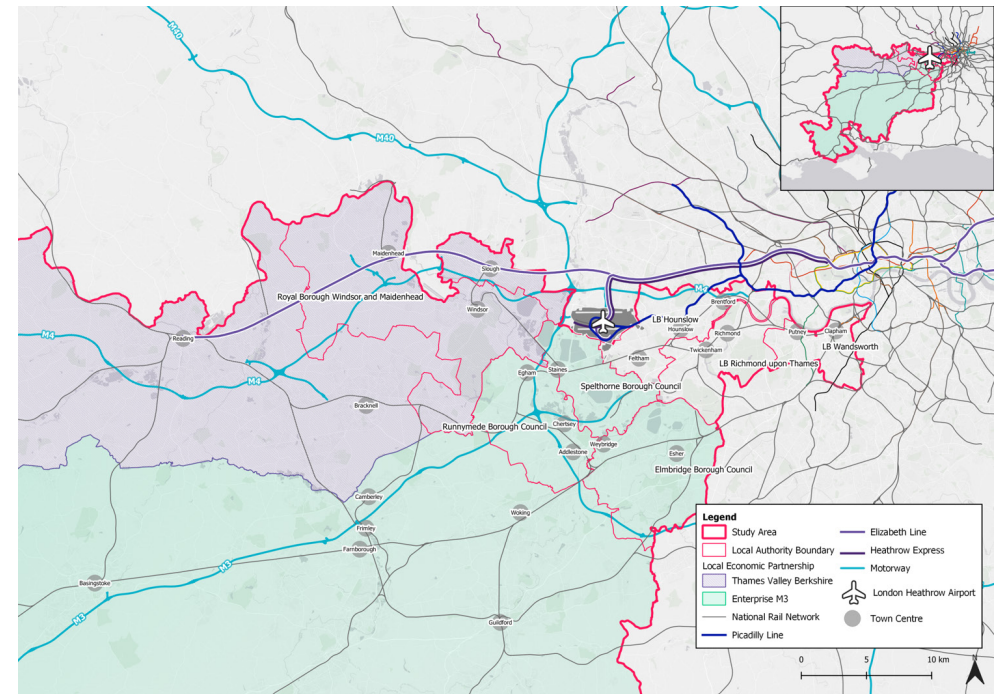 M40
M40
Maidenhead
Slough
Royal Borough Windsor and Maidenhead
Windsor
M4
Brentford
LB Hounslow
Hounslow
Richmond
Putney
Clapham
Reading
M4
LB Wandsworth
Twickenham
Feltham
LB Richmond upon Thames
Egham
Staines
M4
Spelthorne Borough Council
Bracknell
Runnymede Borough Council
Chertsey
Weybridge
Addlestone
Esher
Elmbridge Borough Council
Camberley
Woking
Frimley
Farnborough
M3
Basingstoke
M3
Guildford
Legend
Study Area
Local Authority Boundary
Local Economic Partnership
Thames Valley Berkshire
Enterprise M3
National Rail Network
Picadilly Line
Elizabeth Line
Heathrow Express
Motorway
London Heathrow Airport
Town Centre
0 5 10 km
N